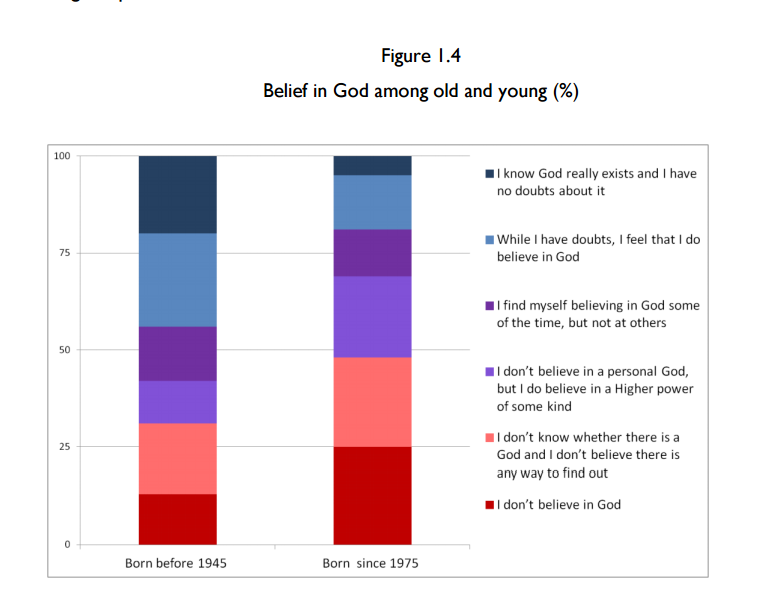 Figure 1.4
Belief in God among old and young (%)
100
75
50
25
0
Born before 1945
Born since 1975
I know God really exists and I have
no doubts about it
While I have doubts, I feel that I do
believe in God
I find myself believing in God some
of the time, but not at others
I don't believe in a personal God,
but I do believe in a Higher power
of some kind
I don't know whether there is a
God and I don't believe there is
any way to find out
I don't believe in God